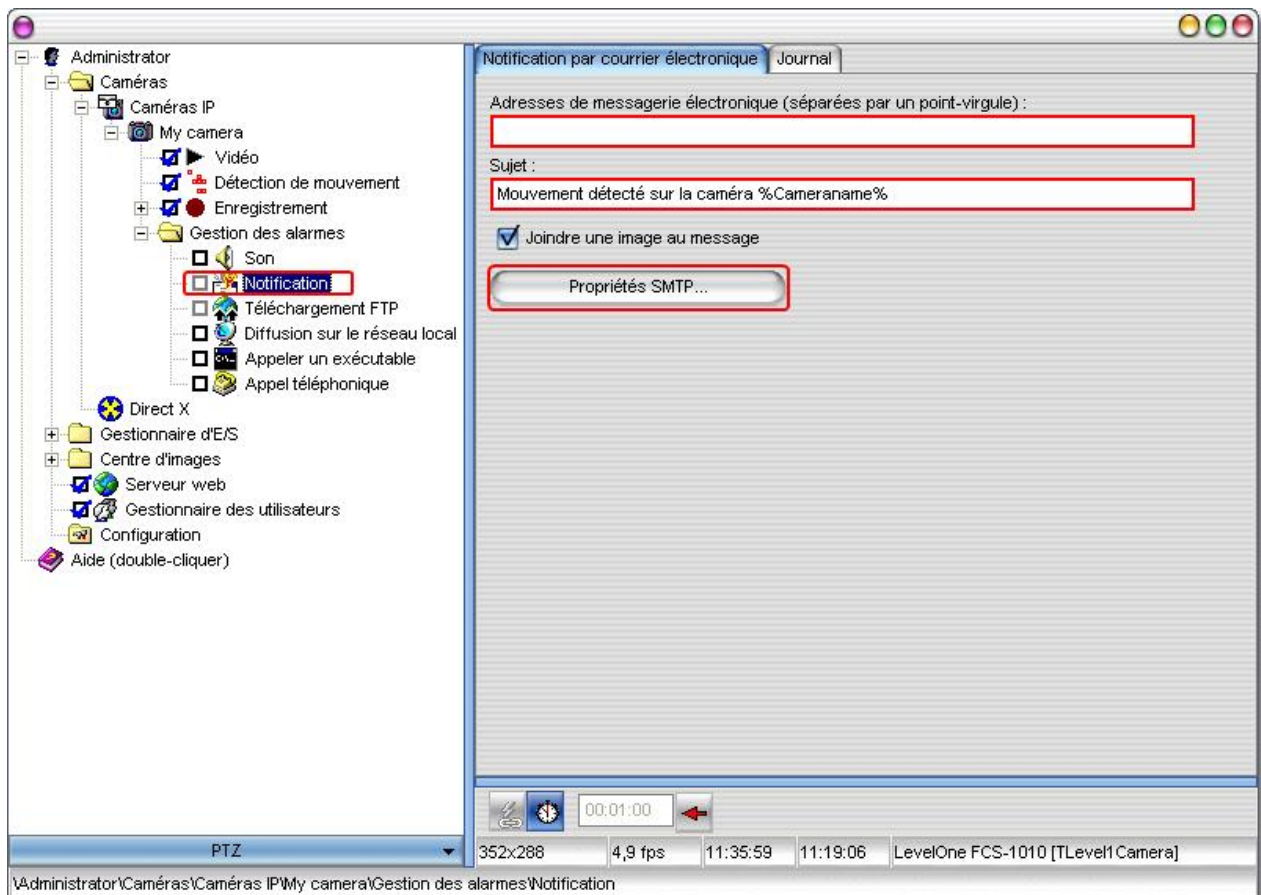 Administrator
Caméras
Caméras IP
My camera
Vidéo
Détection de mouvement
Enregistrement
Gestion des alarmes
Son
Notification
Téléchargement FTP
Diffusion sur le réseau local
Appeler un exécutable
Appel téléphonique
Direct X
Gestionnaire d'E/S
Centre d'images
Serveur web
Gestionnaire des utilisateurs
Configuration
Aide (double-cliquer)
PTZ
Notification par courrier électronique
Journal
Adresses de messagerie électronique (séparées par un point-virgule) :
Sujet :
Mouvement détecté sur la caméra %Cameraname%
Joindre une image au message
Propriétés SMTP...
00:01:00
352x288
4,9 fps
11:35:59
11:19:06
LevelOne FCS-1010 [TLevel1Camera]
\Administrator\Caméras\Caméras IP\My camera\Gestion des alarmes\Notification